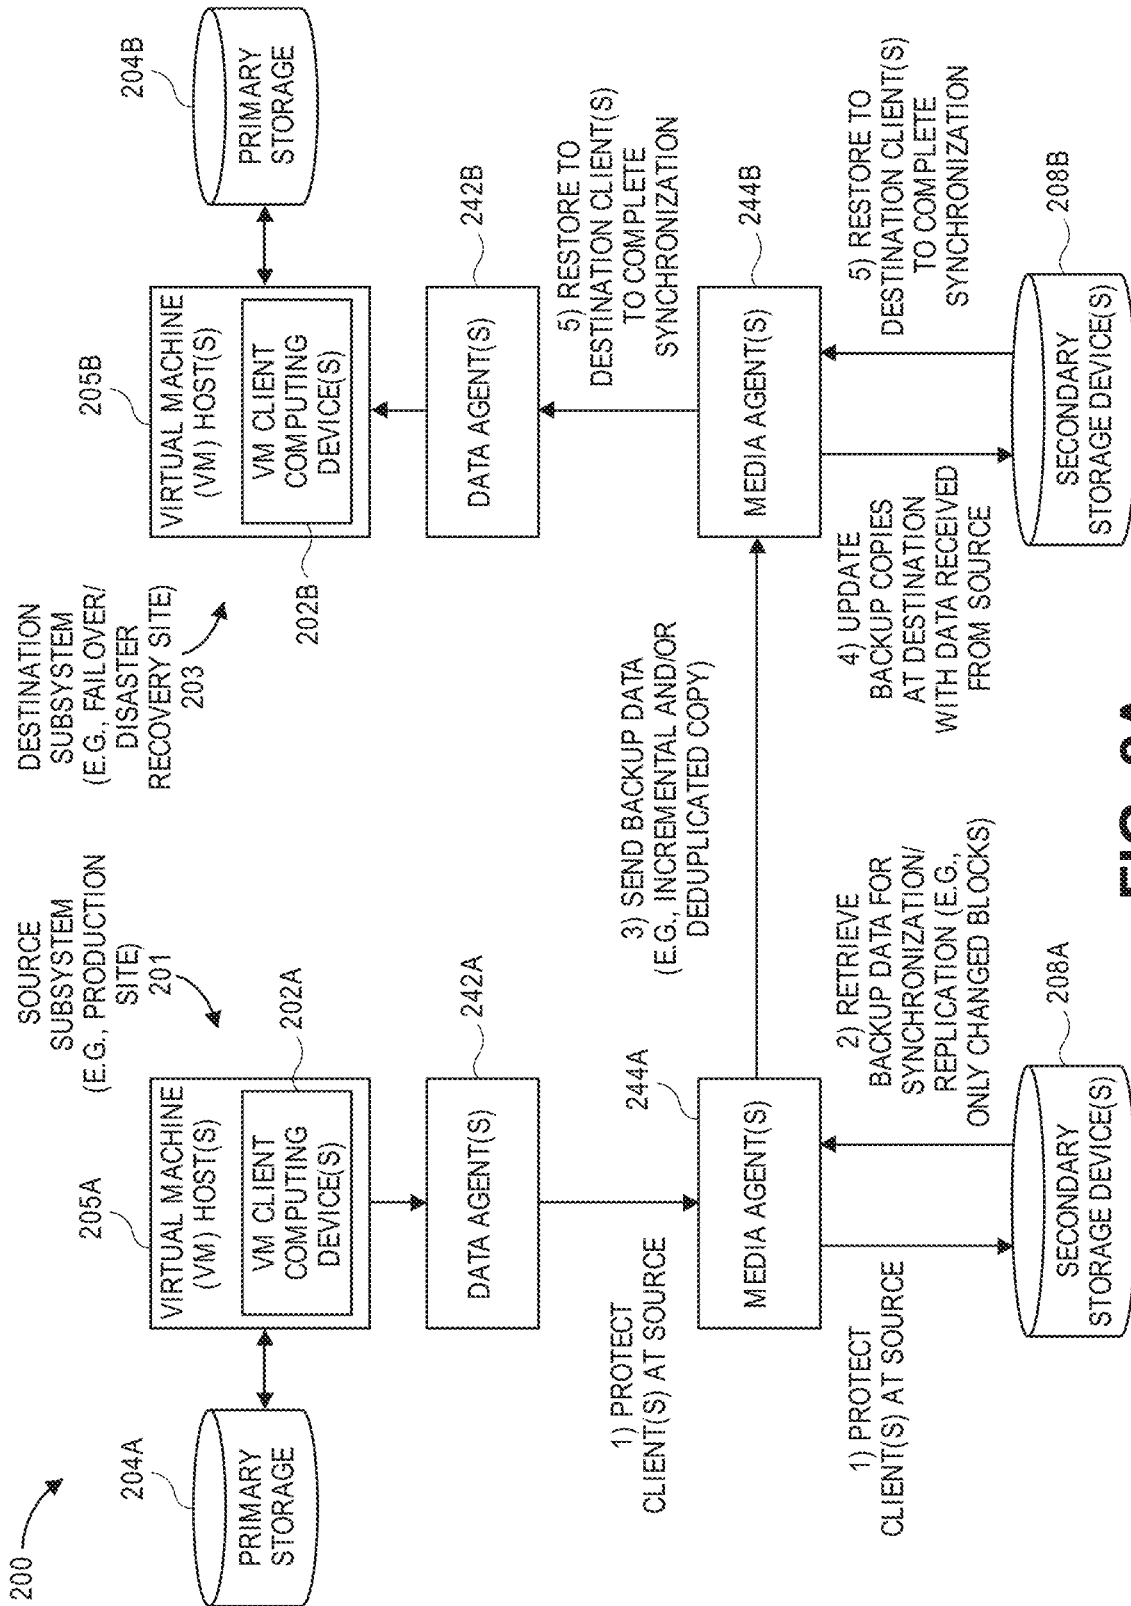 200
204A
PRIMARY
STORAGE
205A
VIRTUAL MACHINE
(VM) HOST(S)
VM CLIENT
COMPUTING
DEVICE(S)
202A
SOURCE
SUBSYSTEM
(E.G., PRODUCTION
SITE)
201
DATA AGENT(S)
242A
1) PROTECT
CLIENT(S) AT SOURCE
MEDIA AGENT(S)
244A
1) PROTECT
CLIENT(S) AT SOURCE
2) RETRIEVE
BACKUP DATA FOR
SYNCHRONIZATION/
REPLICATION (E.G.,
ONLY CHANGED BLOCKS)
SECONDARY
STORAGE DEVICE(S)
208A
3) SEND BACKUP DATA
(E.G., INCREMENTAL AND/OR
DEDUPLICATED COPY)
DESTINATION
SUBSYSTEM
(E.G., FAILOVER/
DISASTER
RECOVERY SITE)
203
205B
VIRTUAL MACHINE
(VM) HOST(S)
VM CLIENT
COMPUTING
DEVICE(S)
202B
204B
PRIMARY
STORAGE
DATA AGENT(S)
242B
5) RESTORE TO
DESTINATION CLIENT(S)
TO COMPLETE
SYNCHRONIZATION
MEDIA AGENT(S)
244B
4) UPDATE
BACKUP COPIES
AT DESTINATION
WITH DATA RECEIVED
FROM SOURCE
5) RESTORE TO
DESTINATION CLIENT(S)
TO COMPLETE
SYNCHRONIZATION
SECONDARY
STORAGE DEVICE(S)
208B
FIG.